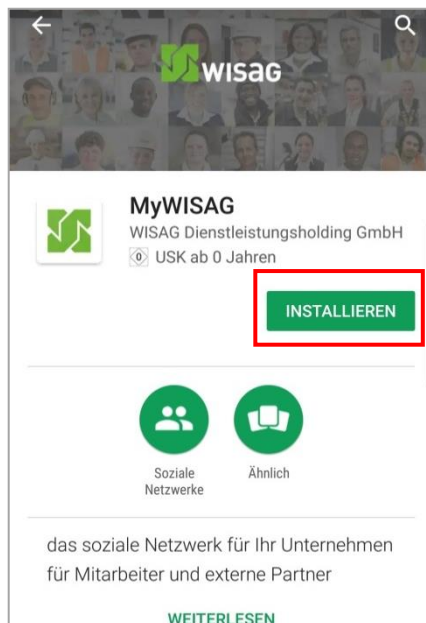 WISAG
MyWISAG
WISAG Dienstleistungsholding GmbH
0 USK ab 0 Jahren
INSTALLIEREN
Soziale
Netzwerke
Ähnlich
das soziale Netzwerk für Ihr Unternehmen
für Mitarbeiter und externe Partner
WEITERLESEN